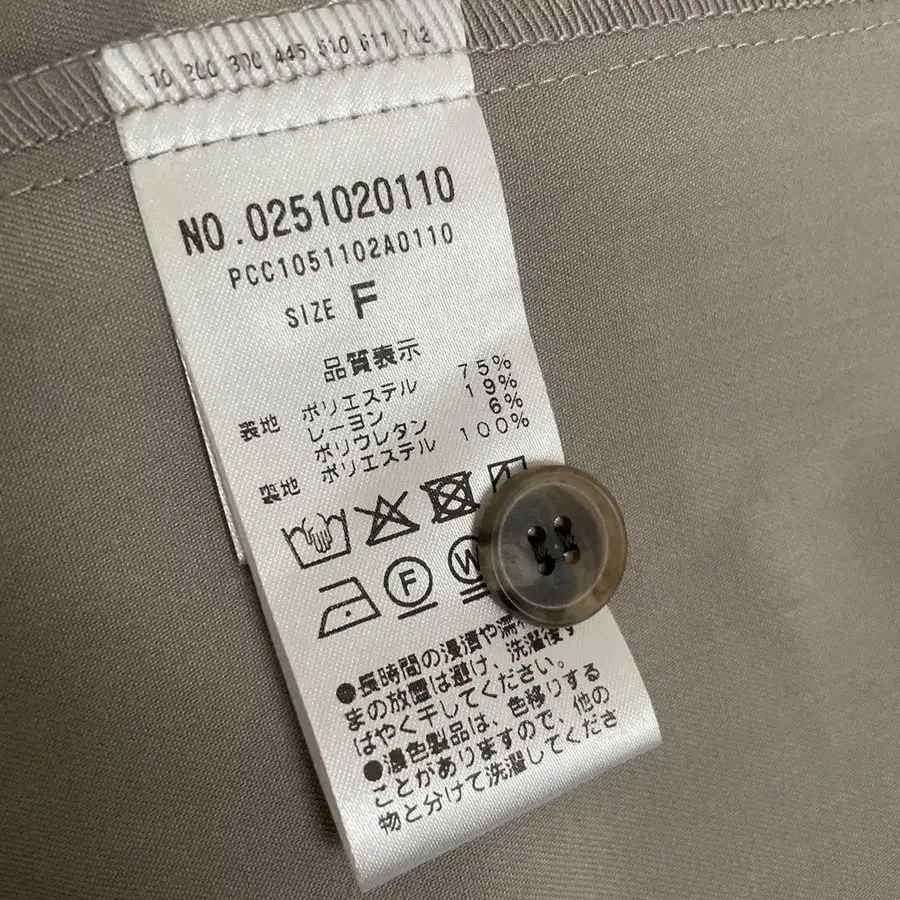 110 200 300 445 610 611 712
NO.0251020110
PCC1051102A0110
SIZE F
品質表示
表地 ポリエステル 75%
レーヨン 19%
ポリウレタン 6%
裏地 ポリエステル 100%
F
W
●長時間の浸漬や濡
まの放置は避け、洗濯後す
ばやく干してください。
●濃色製品は、色移りする
ことがありますので、他の
物と分けて洗濯してくださ